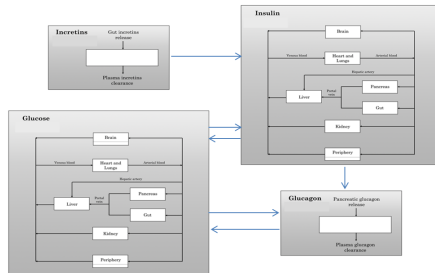 Incretins
Gut incretins
release
Plasma incretins
clearance
Insulin
Brain
Venous blood
Heart and
Lungs
Arterial blood
Hepatic artery
Liver
Portal
vein
Pancreas
Gut
Kidney
Periphery
Glucose
Brain
Venous blood
Heart and
Lungs
Arterial blood
Hepatic artery
Liver
Portal
vein
Pancreas
Gut
Kidney
Periphery
Glucagon
Pancreatic glucagon
release
Plasma glucagon
clearance